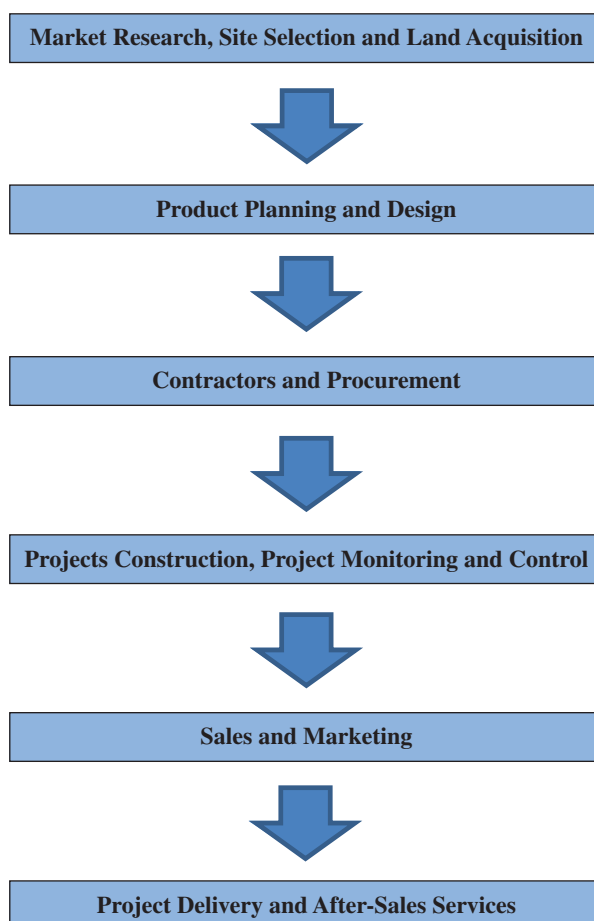 Market Research, Site Selection and Land Acquisition
Product Planning and Design
Contractors and Procurement
Projects Construction, Project Monitoring and Control
Sales and Marketing
Project Delivery and After-Sales Services